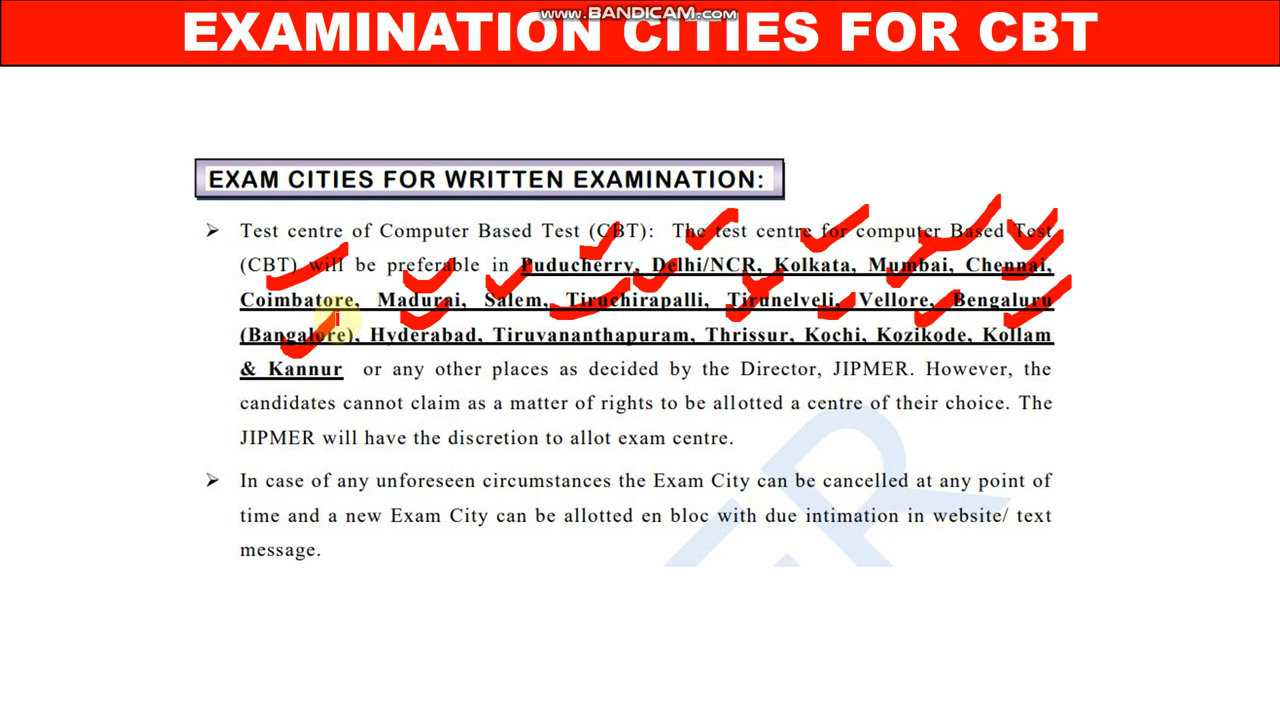 www.BANDICAM.com
EXAMINATION CITIES FOR CBT
EXAM CITIES FOR WRITTEN EXAMINATION:
➢ Test centre of Computer Based Test (CBT): The test centre for computer Based Test
(CBT) will be preferable in Puducherry, Delhi/NCR, Kolkata, Mumbai, Chennai,
Coimbatore, Madurai, Salem, Tiruchirapalli, Tirunelveli, Vellore, Bengaluru
(Bangalore), Hyderabad, Tiruvananthapuram, Thrissur, Kochi, Kozikode, Kollam
& Kannur or any other places as decided by the Director, JIPMER. However, the
candidates cannot claim as a matter of rights to be allotted a centre of their choice. The
JIPMER will have the discretion to allot exam centre.
➢ In case of any unforeseen circumstances the Exam City can be cancelled at any point of
time and a new Exam City can be allotted en bloc with due intimation in website/ text
message.